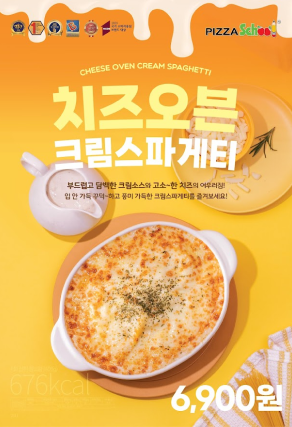 PIZZA School
CHEESE OVEN CREAM SPAGHETTI
치즈오븐
크림스파게티
부드럽고 담백한 크림소스와 고소~한 치즈의 어우러짐!
입 안 가득 꾸덕~하고 풍미 가득한 크림스파게티를 즐겨보세요!
676kcal
6,900원